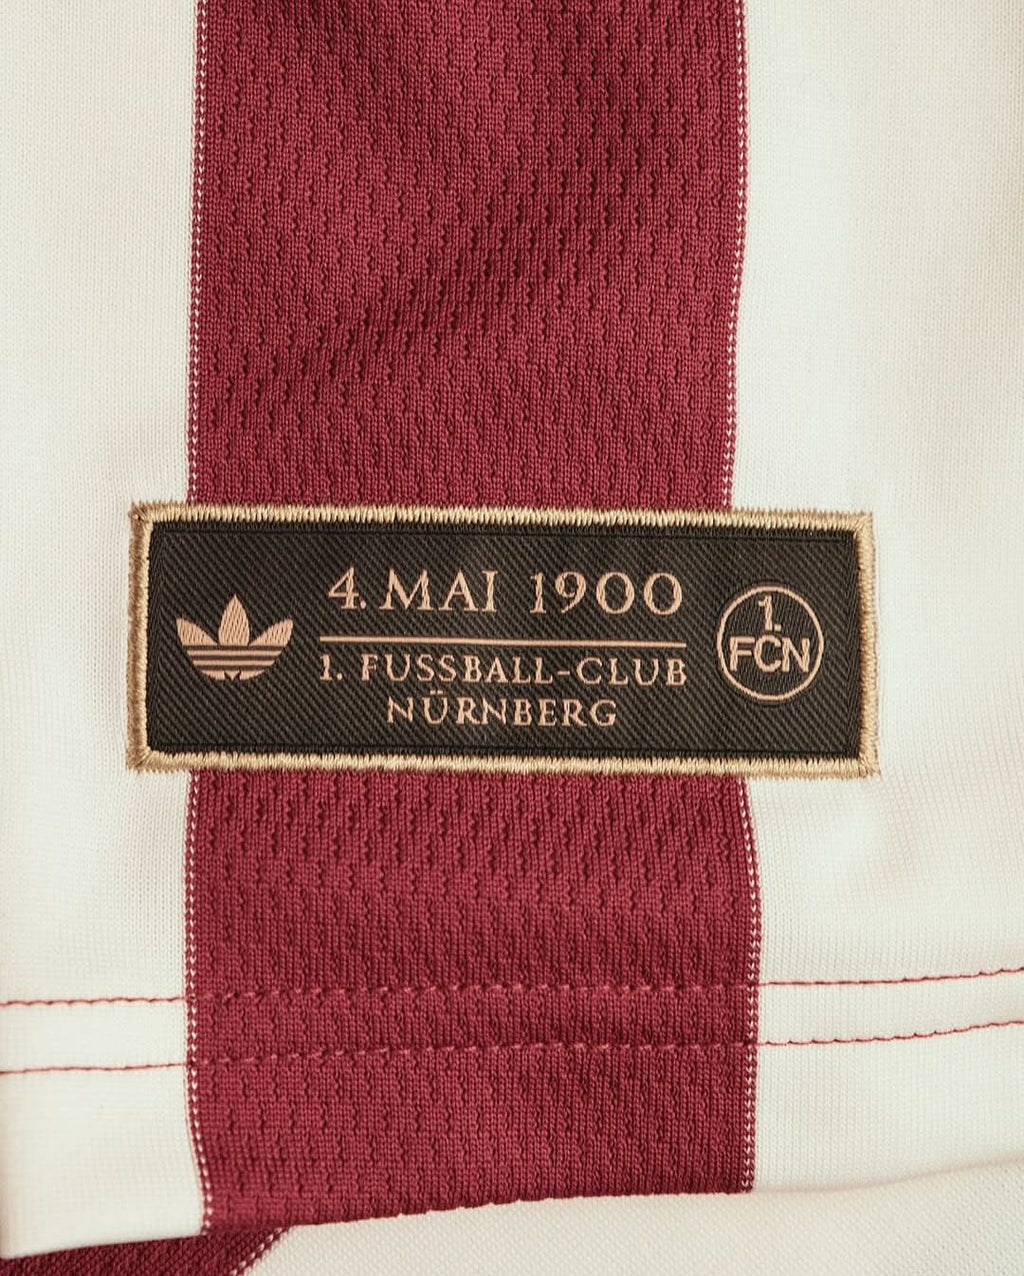 4. MAI 1900
1. FUSSBALL-CLUB
NÜRNBERG
1.
FCN